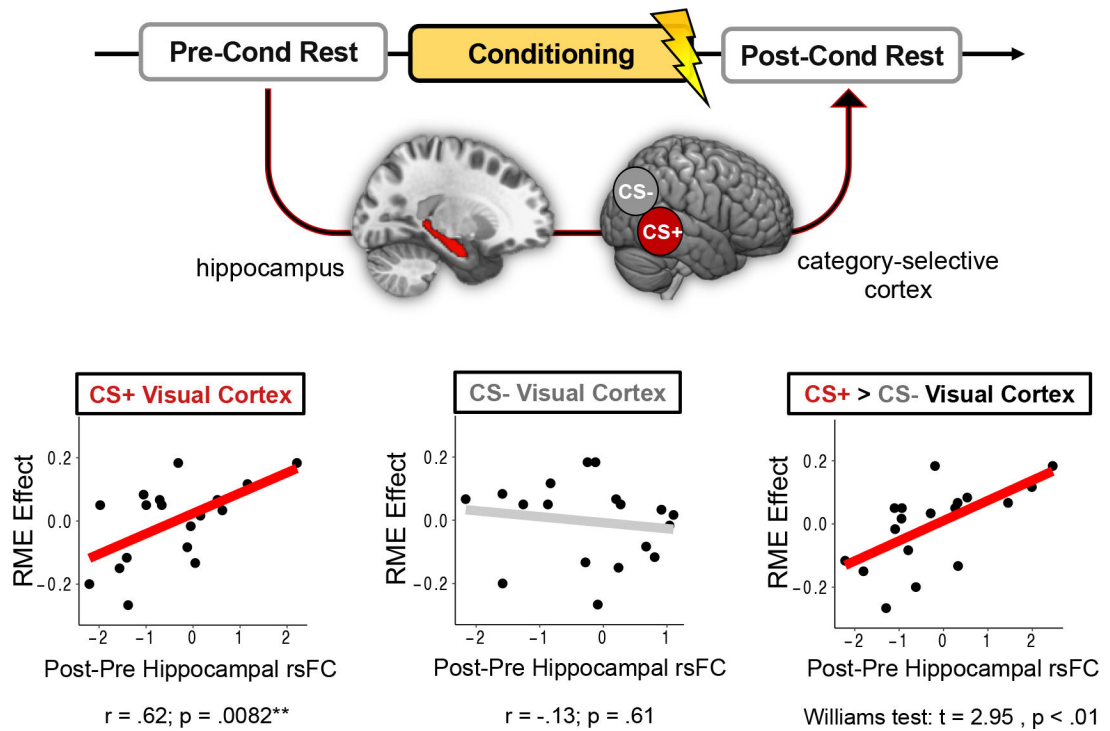 Pre-Cond Rest
Conditioning
Post-Cond Rest
CS-
CS+
hippocampus
category-selective
cortex
CS+ Visual Cortex
CS- Visual Cortex
CS+ > CS- Visual Cortex
RME Effect
0.2
0.0
−0.2
−2 −1 0 1 2
Post-Pre Hippocampal rsFC
r = .62; p = .0082**
RME Effect
0.2
0.0
−0.2
−2 −1 0 1
Post-Pre Hippocampal rsFC
r = -.13; p = .61
RME Effect
0.2
0.0
−0.2
−2 −1 0 1 2
Post-Pre Hippocampal rsFC
Williams test: t = 2.95 , p < .01